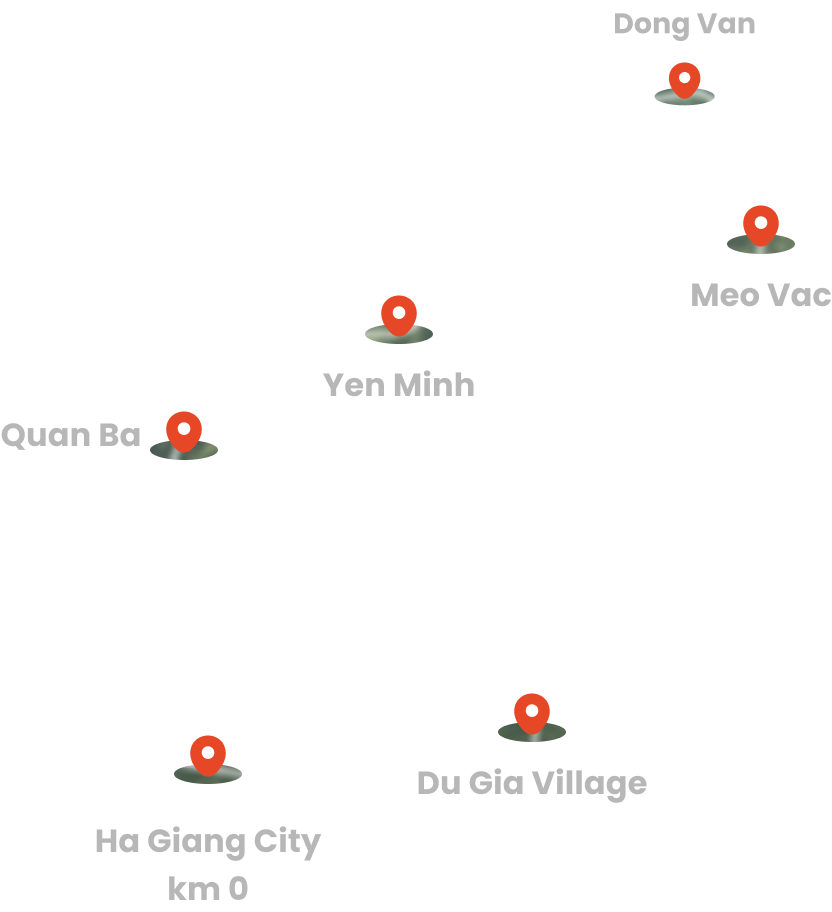 Dong Van
Meo Vac
Yen Minh
Quan Ba
Du Gia Village
Ha Giang City
km 0